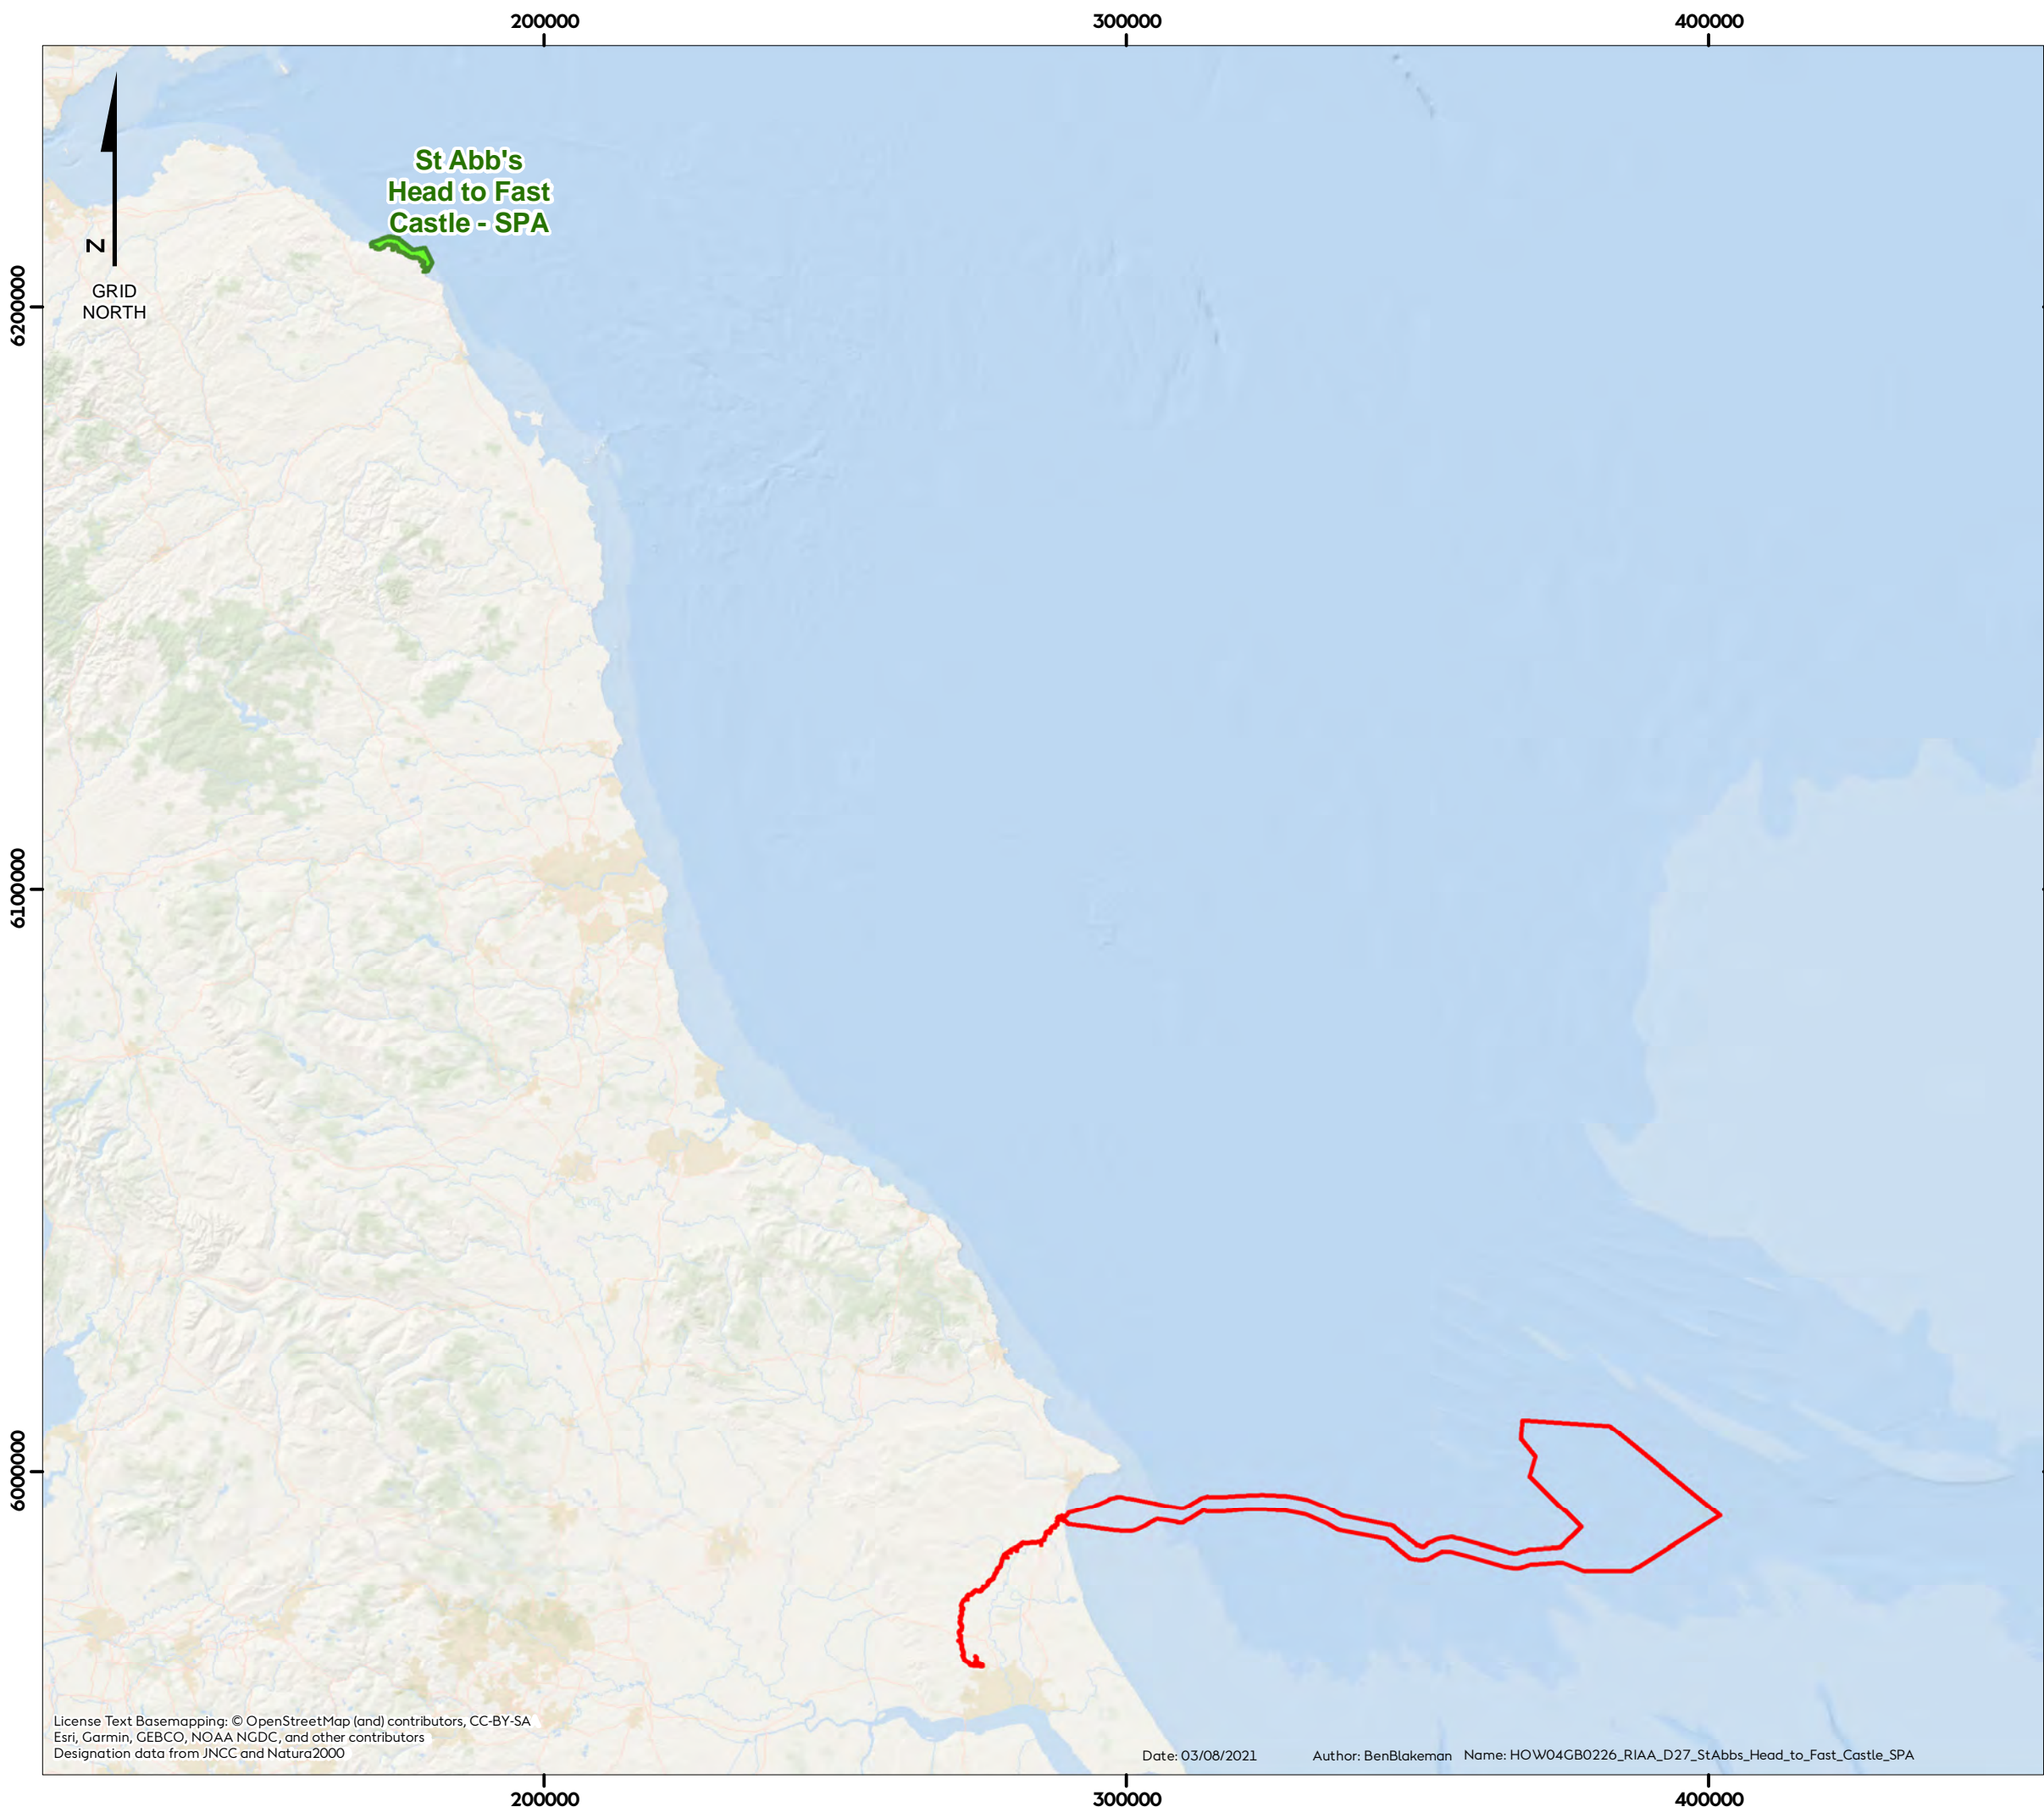 200000
300000
400000
St Abb's
Head to Fast
Castle - SPA
N
GRID
NORTH
6200000
6100000
6000000
License Text Basemapping: © OpenStreetMap (and) contributors, CC-BY-SA
Esri, Garmin, GEBCO, NOAA NGDC, and other contributors
Designation data from JNCC and Natura2000
Date: 03/08/2021
Author: BenBlakeman
Name: HOW04GB0226_RIAA_D27_StAbbs_Head_to_Fast_Castle_SPA
200000
300000
400000